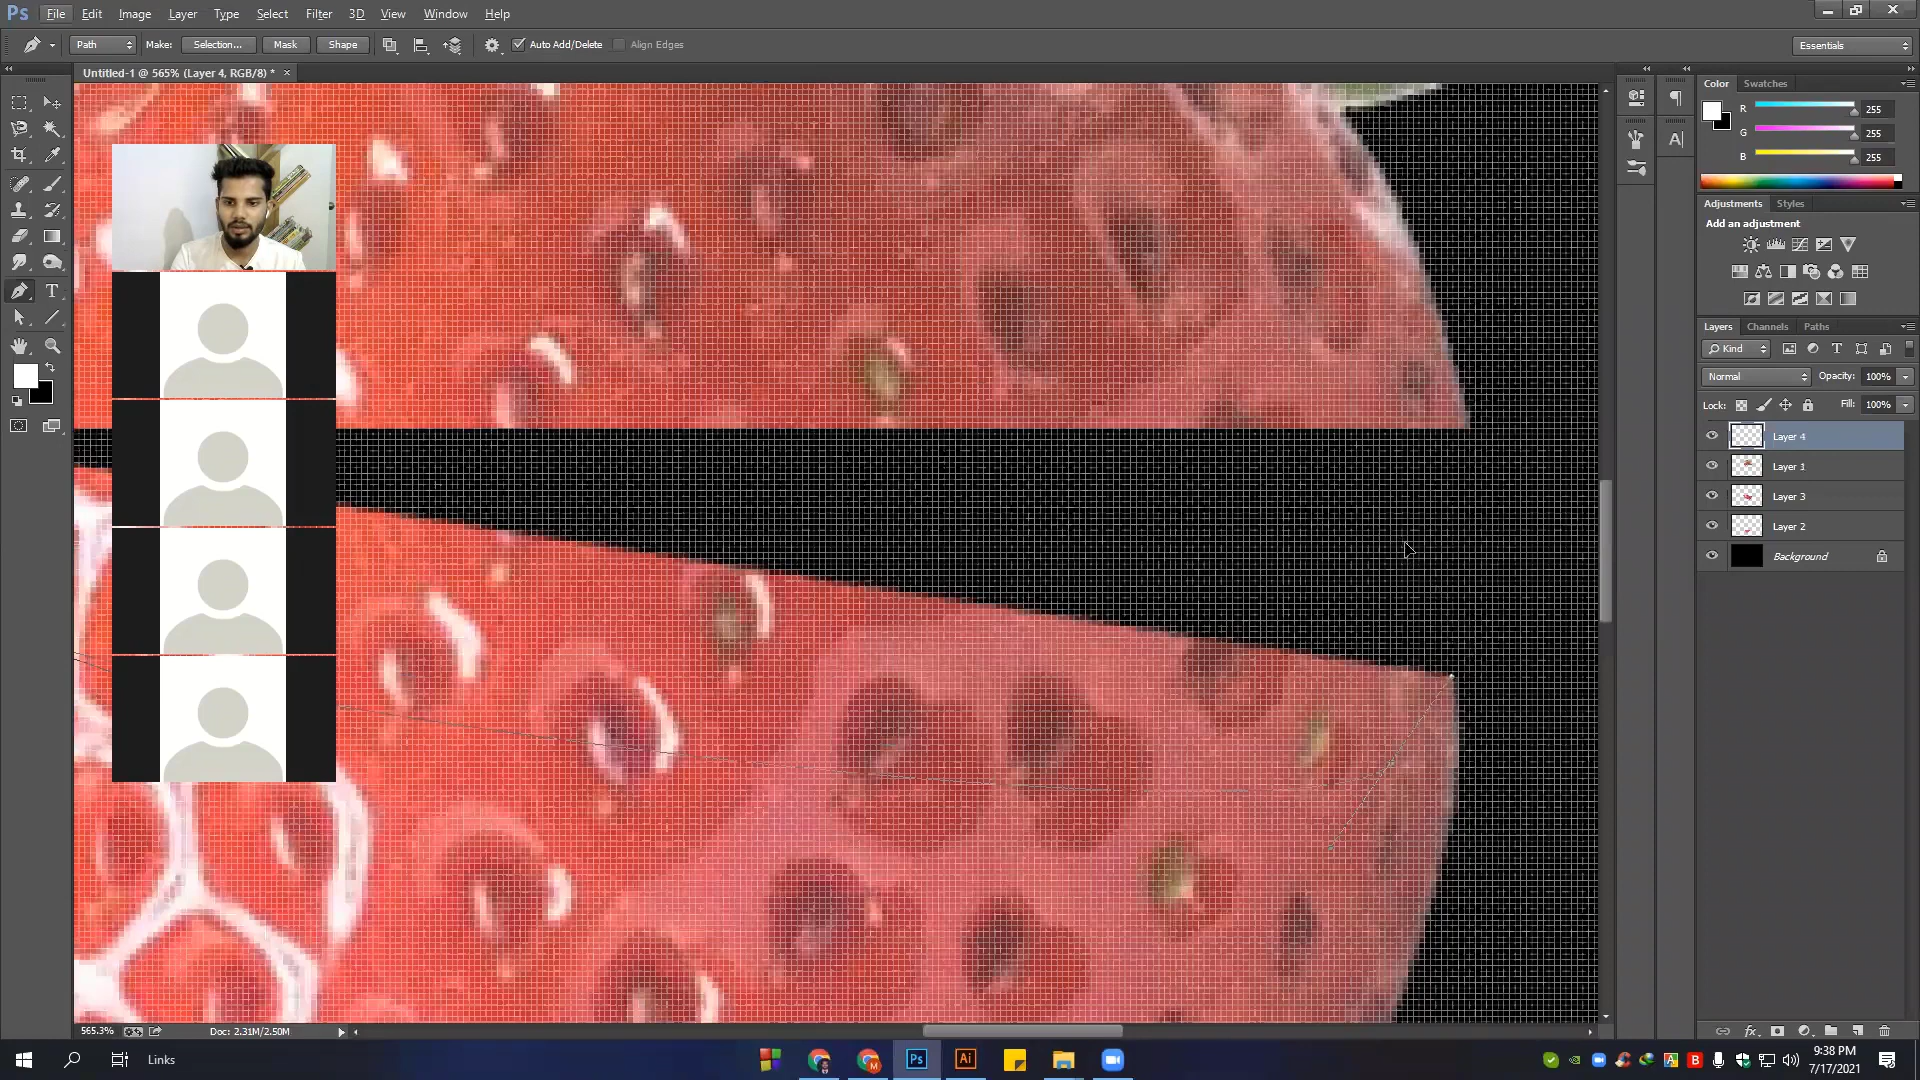 Ps File Edit Image Layer Type Select Filter 3D View Window Help
Path Make: Selection... Mask Shape Auto Add/Delete Align Edges Essentials
Untitled-1 @ 565% (Layer 4, RGB/8) * ×
Color Swatches
R 255
G 255
B 255
Adjustments Styles
Add an adjustment
Layers Channels Paths
Kind
Normal Opacity: 100%
Lock: Fill: 100%
Layer 4
Layer 1
Layer 3
Layer 2
Background
565.3% Doc: 2.31M/2.50M
Links
Ps Ai
9:38 PM
7/17/2021